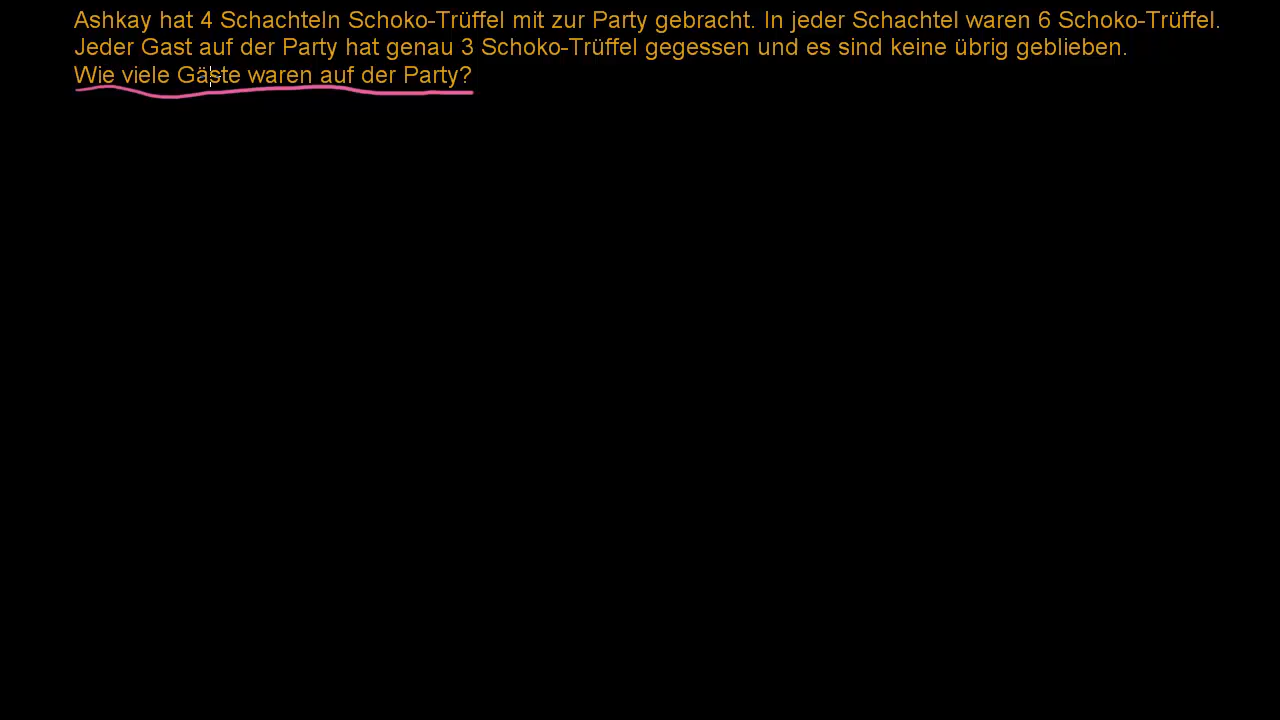 Ashkay hat 4 Schachteln Schoko-Trüffel mit zur Party gebracht. In jeder Schachtel waren 6 Schoko-Trüffel.
Jeder Gast auf der Party hat genau 3 Schoko-Trüffel gegessen und es sind keine übrig geblieben.
Wie viele Gäste waren auf der Party?